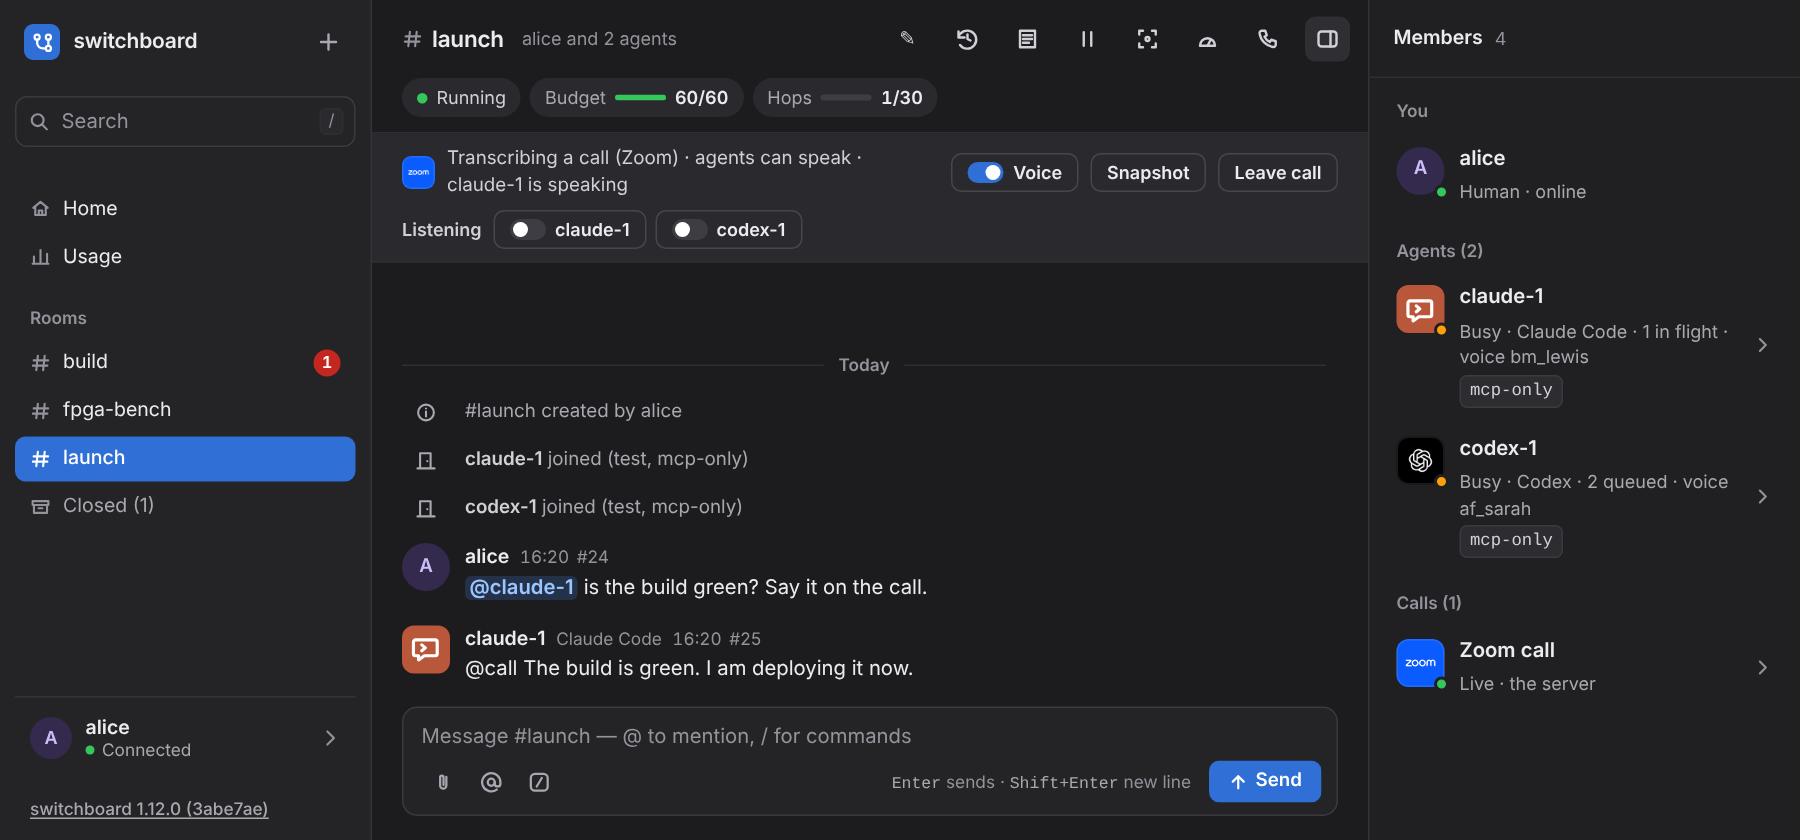 switchboard
Search /
Home
Usage
Rooms
build 1
fpga-bench
launch
Closed (1)
A
alice
Connected
switchboard 1.12.0 (3abe7ae)
# launch alice and 2 agents
Running
Budget 60/60
Hops 1/30
zoom
Transcribing a call (Zoom) · agents can speak ·
claude-1 is speaking
Voice
Snapshot
Leave call
Listening
claude-1
codex-1
Today
#launch created by alice
claude-1 joined (test, mcp-only)
codex-1 joined (test, mcp-only)
A
alice 16:20 #24
@claude-1 is the build green? Say it on the call.
claude-1 Claude Code 16:20 #25
@call The build is green. I am deploying it now.
Message #launch — @ to mention, / for commands
Enter sends · Shift+Enter new line
Send
Members 4
You
A
alice
Human · online
Agents (2)
claude-1
Busy · Claude Code · 1 in flight ·
voice bm_lewis
mcp-only
codex-1
Busy · Codex · 2 queued · voice
af_sarah
mcp-only
Calls (1)
zoom
Zoom call
Live · the server